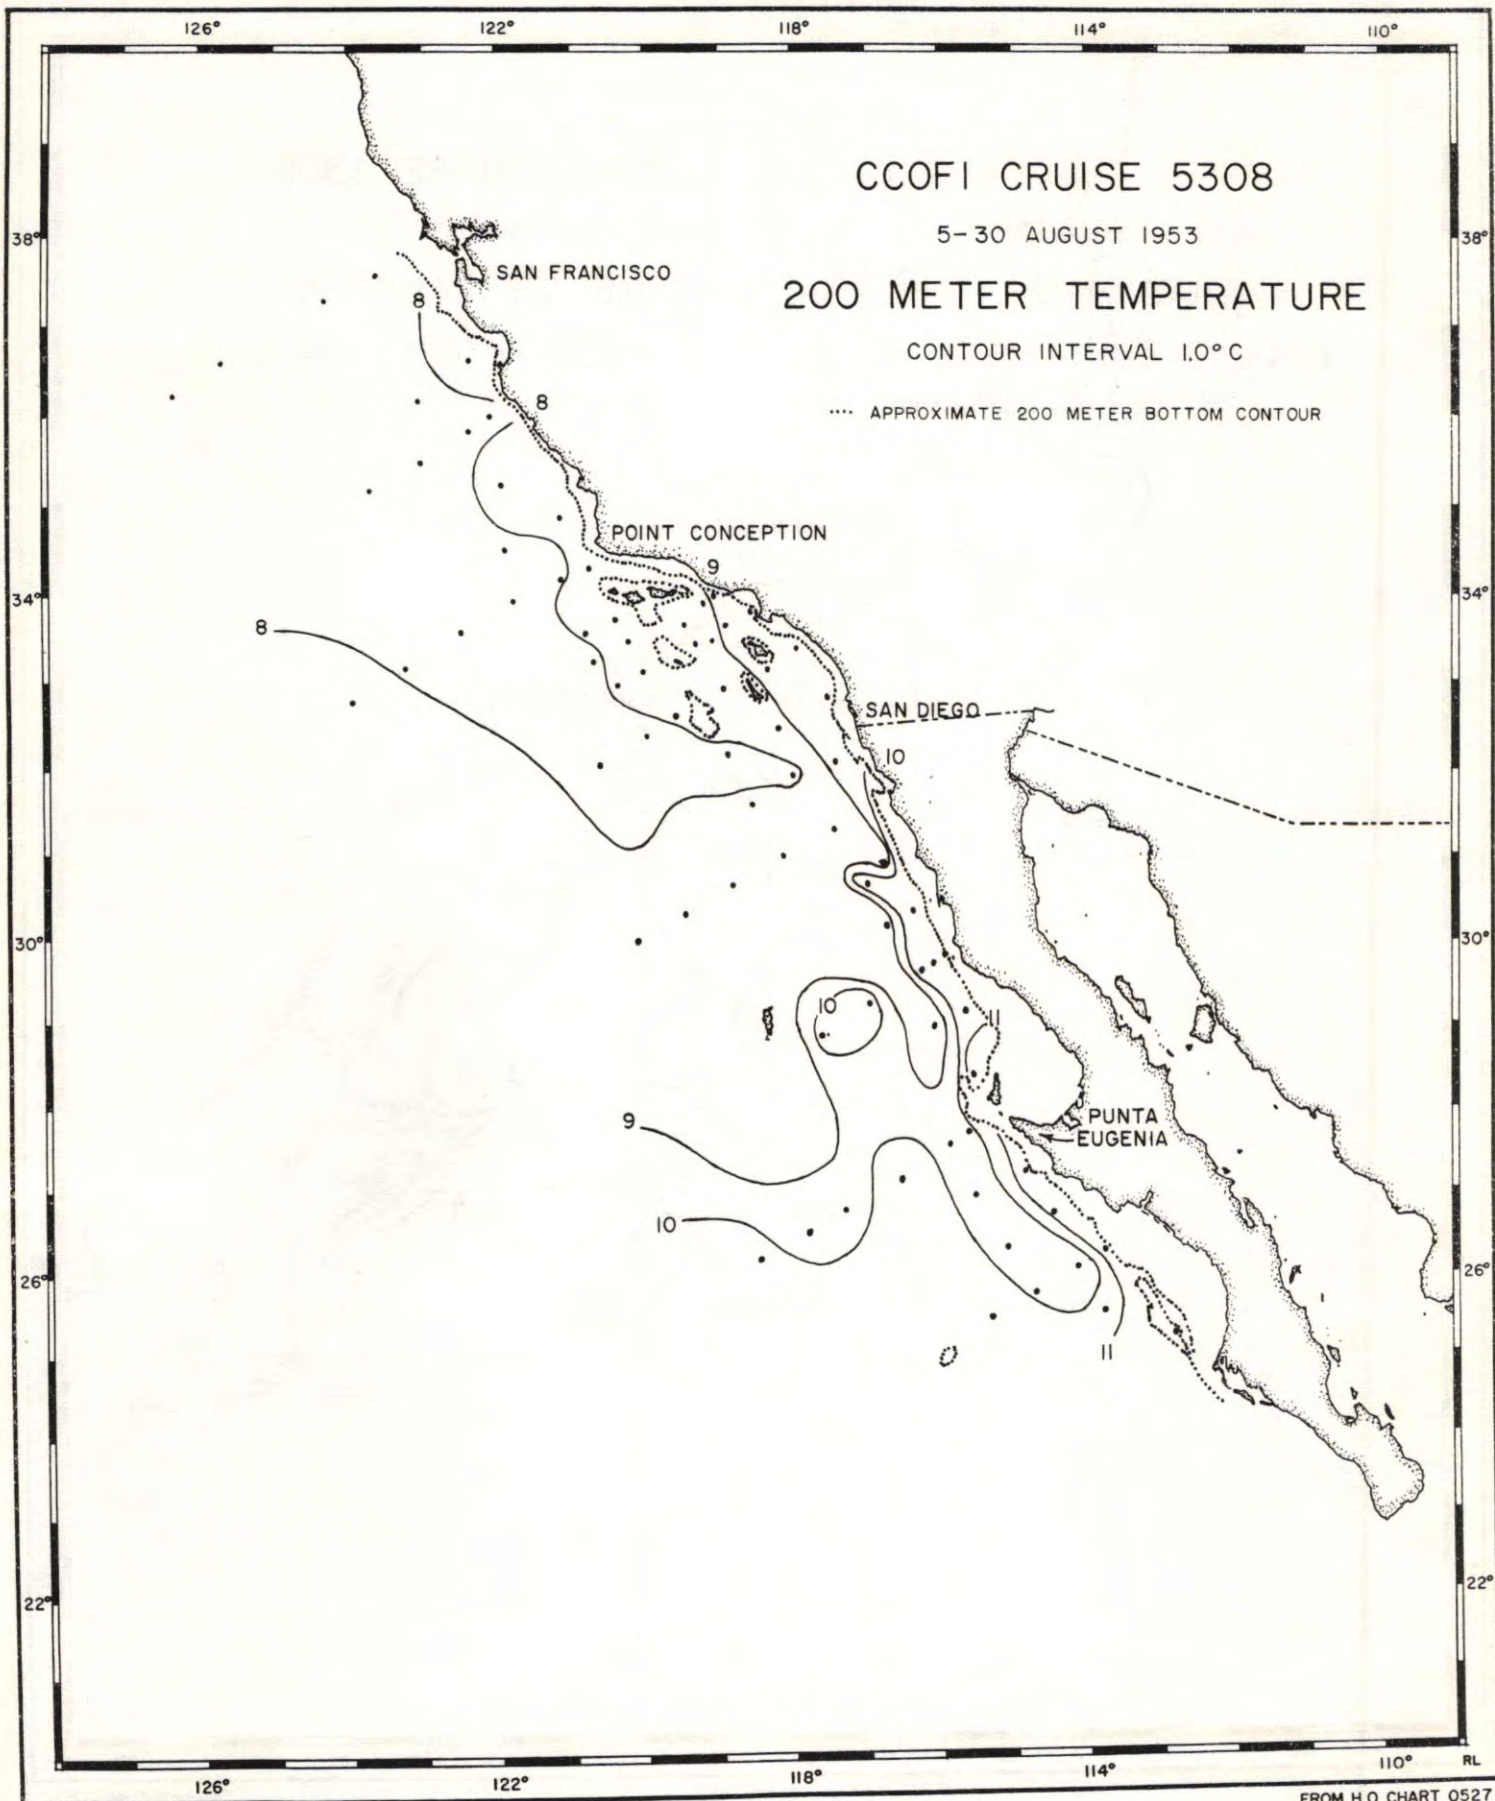 126° 122° 118° 114° 110°
CCOFI CRUISE 5308
5-30 AUGUST 1953
38° 38°
SAN FRANCISCO
200 METER TEMPERATURE
8
CONTOUR INTERVAL 1.0°C
8
.... APPROXIMATE 200 METER BOTTOM CONTOUR
POINT CONCEPTION
9
34° 34°
8
SAN DIEGO
10
30° 30°
10
11
9
PUNTA
EUGENIA
10
26° 26°
11
22° 22°
126° 122° 118° 114° 110° RL
FROM H.O. CHART 0527